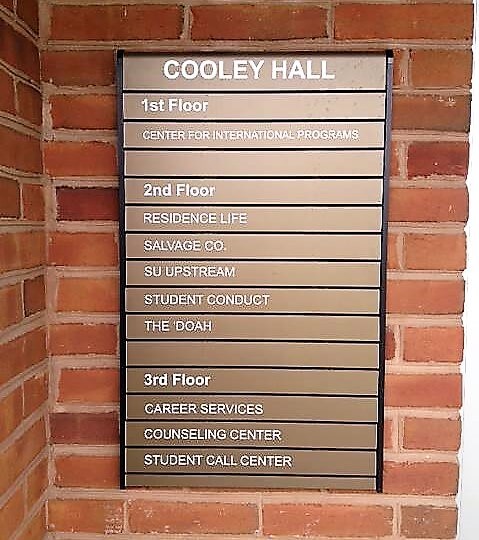 COOLEY HALL
1st Floor
CENTER FOR INTERNATIONAL PROGRAMS
2nd Floor
RESIDENCE LIFE
SALVAGE CO.
SU UPSTREAM
STUDENT CONDUCT
THE 'DOAH
3rd Floor
CAREER SERVICES
COUNSELING CENTER
STUDENT CALL CENTER